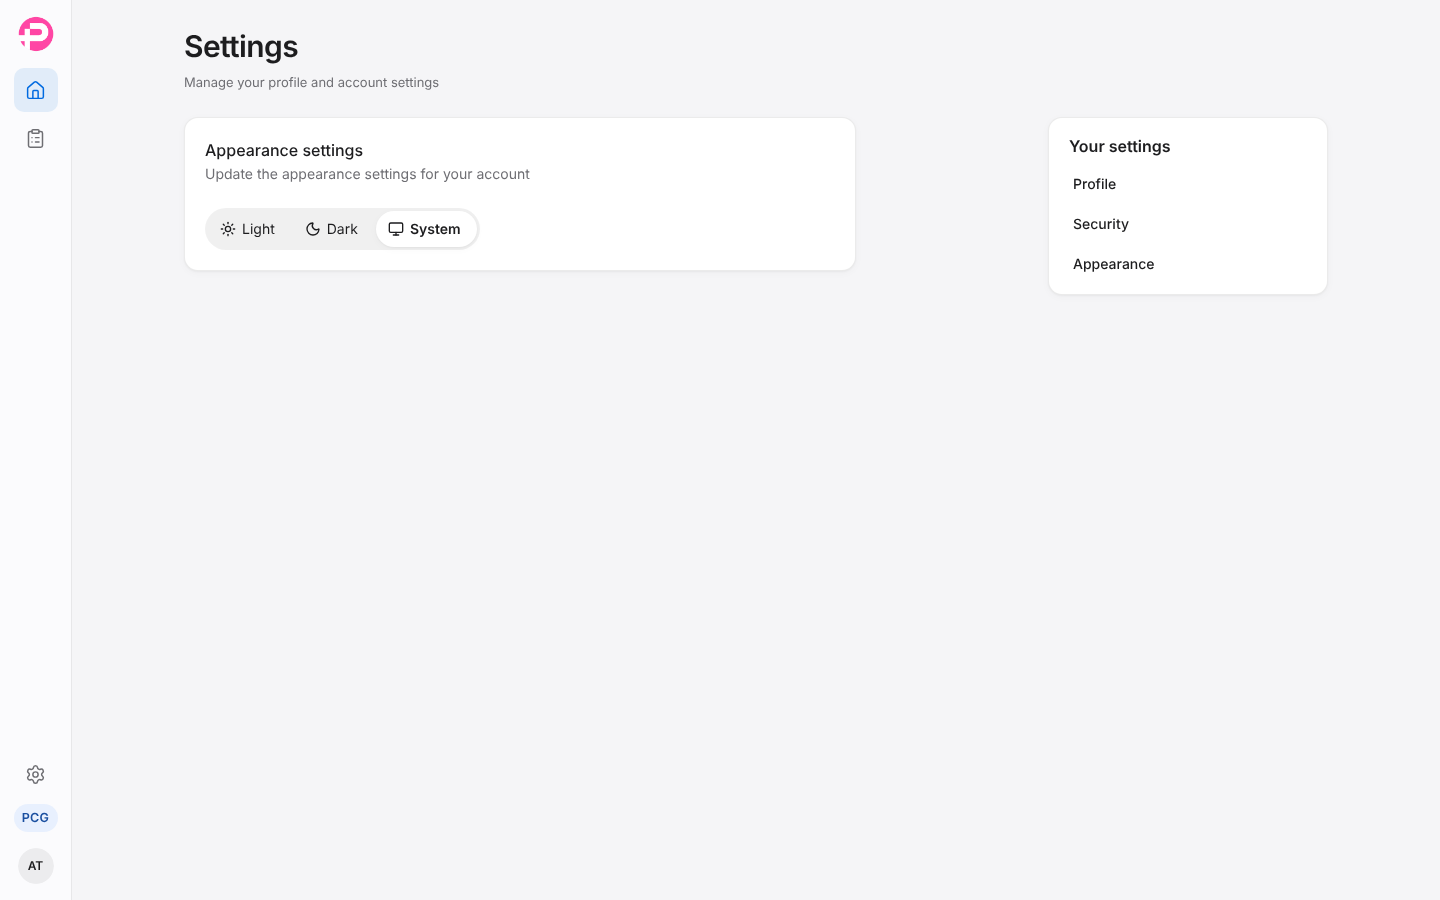 Settings
Manage your profile and account settings
Appearance settings
Update the appearance settings for your account
Light
Dark
System
Your settings
Profile
Security
Appearance
PCG
AT